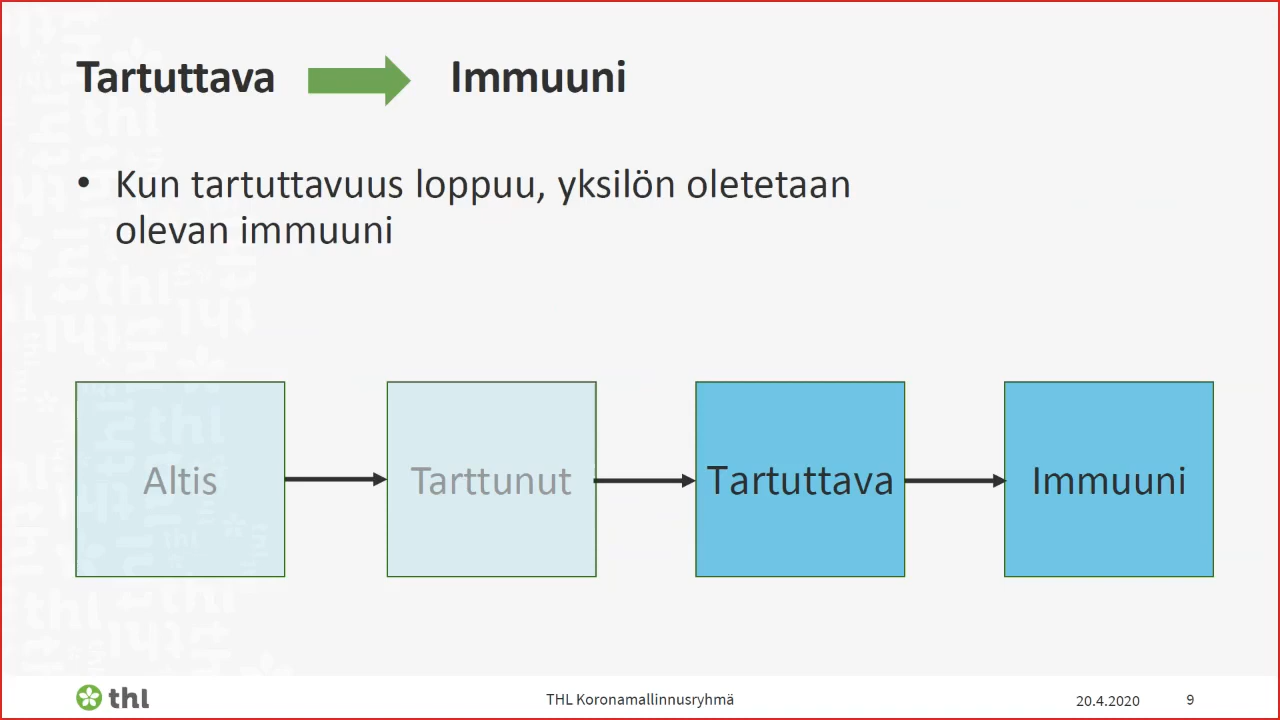 Tartuttava Immuuni
• Kun tartuttavuus loppuu, yksilön oletetaan
olevan immuuni
Altis Tarttunut Tartuttava Immuuni
thl THL Koronamallinnusryhmä 20.4.2020 9